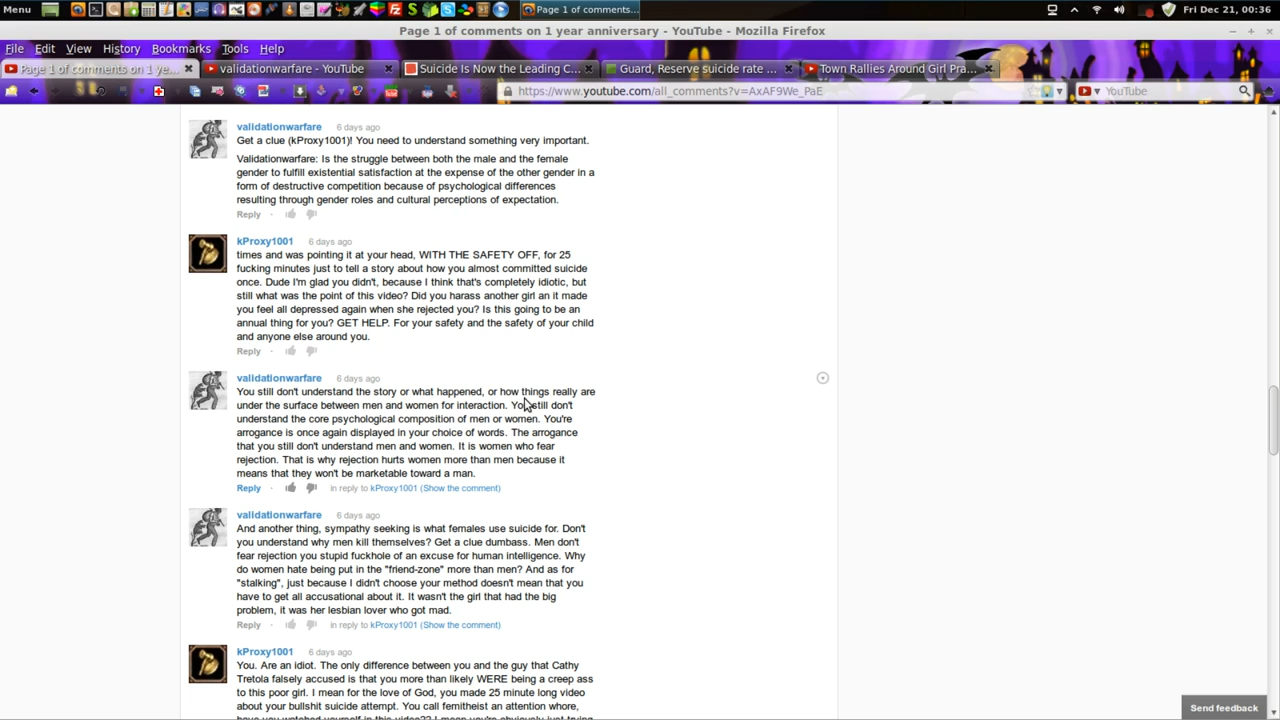 Menu
Page 1 of comments...
Fri Dec 21, 00:36
Page 1 of comments on 1 year anniversary - YouTube - Mozilla Firefox
File Edit View History Bookmarks Tools Help
Page 1 of comments on 1 ye...
validationwarfare - YouTube
Suicide Is Now the Leading C...
Guard, Reserve suicide rate ...
Town Rallies Around Girl Pra...
https://www.youtube.com/all_comments?v=AxAF9We_PaE
YouTube
validationwarfare 6 days ago
Get a clue (kProxy1001)! You need to understand something very important.
Validationwarfare: Is the struggle between both the male and the female
gender to fulfill existential satisfaction at the expense of the other gender in a
form of destructive competition because of psychological differences
resulting through gender roles and cultural perceptions of expectation.
Reply ·
kProxy1001 6 days ago
times and was pointing it at your head, WITH THE SAFETY OFF, for 25
fucking minutes just to tell a story about how you almost committed suicide
once. Dude I'm glad you didn't, because I think that's completely idiotic, but
still what was the point of this video? Did you harass another girl an it made
you feel all depressed again when she rejected you? Is this going to be an
annual thing for you? GET HELP. For your safety and the safety of your child
and anyone else around you.
Reply ·
validationwarfare 6 days ago
You still don't understand the story or what happened, or how things really are
under the surface between men and women for interaction. You still don't
understand the core psychological composition of men or women. You're
arrogance is once again displayed in your choice of words. The arrogance
that you still don't understand men and women. It is women who fear
rejection. That is why rejection hurts women more than men because it
means that they won't be marketable toward a man.
Reply · in reply to kProxy1001 (Show the comment)
validationwarfare 6 days ago
And another thing, sympathy seeking is what females use suicide for. Don't
you understand why men kill themselves? Get a clue dumbass. Men don't
fear rejection you stupid fuckhole of an excuse for human intelligence. Why
do women hate being put in the "friend-zone" more than men? And as for
"stalking", just because I didn't choose your method doesn't mean that you
have to get all accusational about it. It wasn't the girl that had the big
problem, it was her lesbian lover who got mad.
Reply · in reply to kProxy1001 (Show the comment)
kProxy1001 6 days ago
You. Are an idiot. The only difference between you and the guy that Cathy
Tretola falsely accused is that you more than likely WERE being a creep ass
to this poor girl. I mean for the love of God, you made 25 minute long video
about your bullshit suicide attempt. You call femitheist an attention whore,
have you watched yourself in this video?? I mean you're obviously just trying
Send feedback